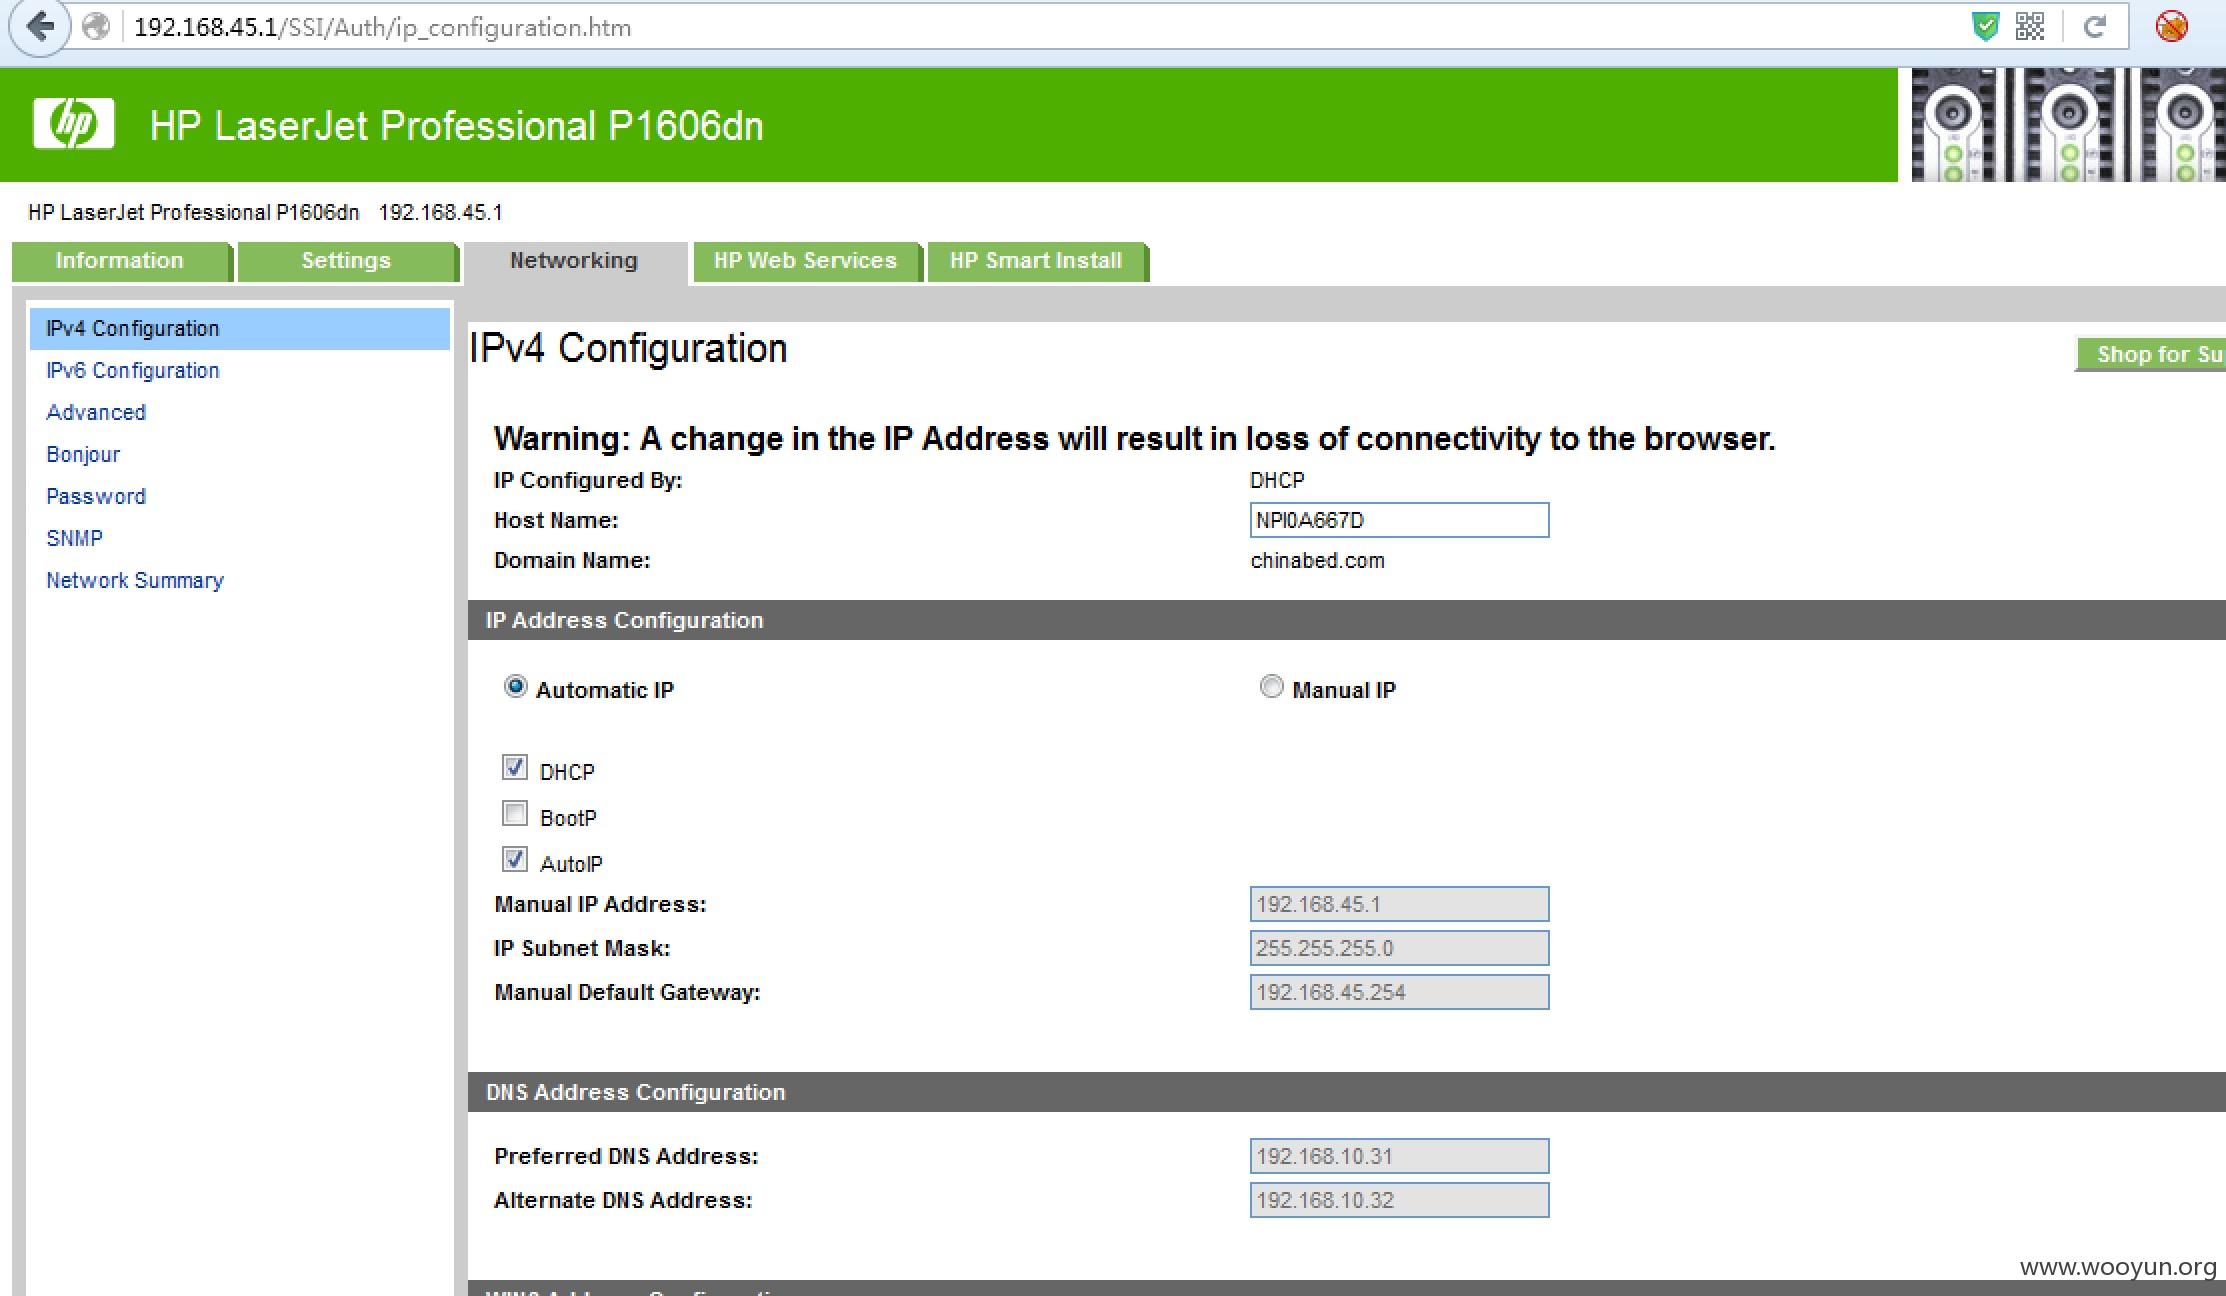 192.168.45.1/SSI/Auth/ip_configuration.htm
hp HP LaserJet Professional P1606dn
HP LaserJet Professional P1606dn 192.168.45.1
Information Settings Networking HP Web Services HP Smart Install
IPv4 Configuration
IPv6 Configuration
Advanced
Bonjour
Password
SNMP
Network Summary
IPv4 Configuration
Shop for Su
Warning: A change in the IP Address will result in loss of connectivity to the browser.
IP Configured By: DHCP
Host Name: NPI0A667D
Domain Name: chinabed.com
IP Address Configuration
Automatic IP Manual IP
DHCP
BootP
AutoIP
Manual IP Address: 192.168.45.1
IP Subnet Mask: 255.255.255.0
Manual Default Gateway: 192.168.45.254
DNS Address Configuration
Preferred DNS Address: 192.168.10.31
Alternate DNS Address: 192.168.10.32
www.wooyun.org